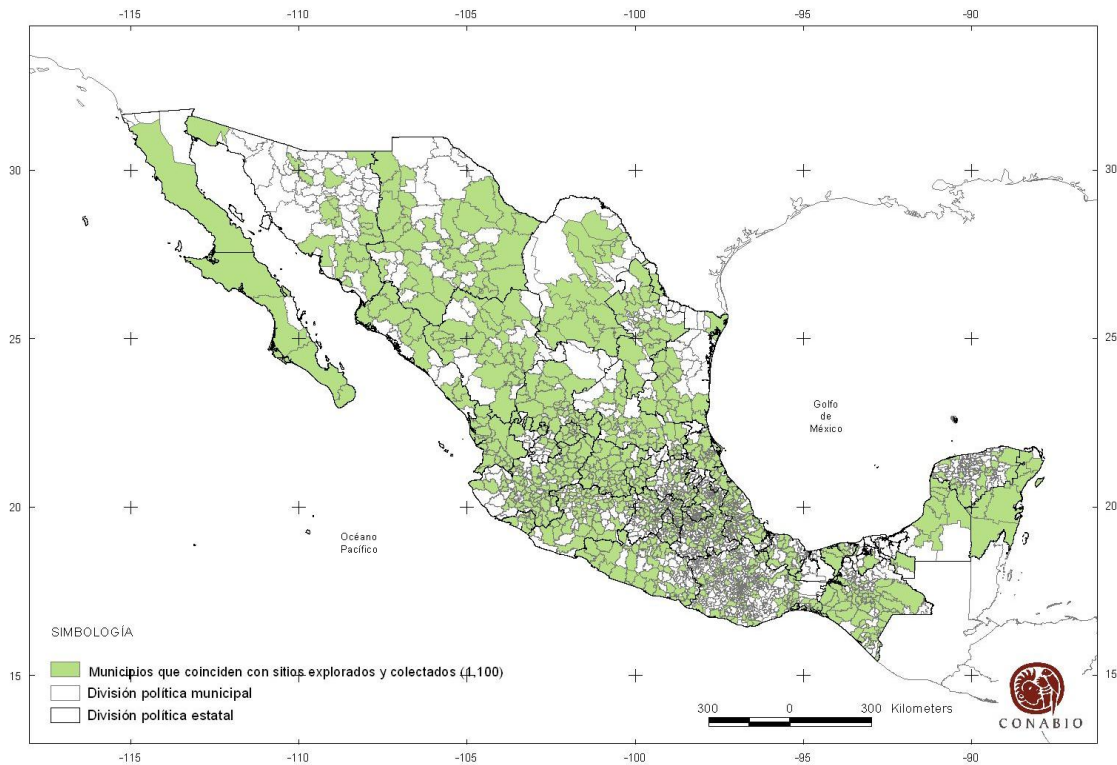 -115 -110 -105 -100 -95 -90
30 30
25 25
Golfo
de
México
20 20
Océano
Pacífico
SIMBOLOGÍA
Municipios que coinciden con sitios explorados y colectados (1,100)
División política municipal
División política estatal
15 15
300 0 300 Kilometers
CONABIO
-115 -110 -105 -100 -95 -90